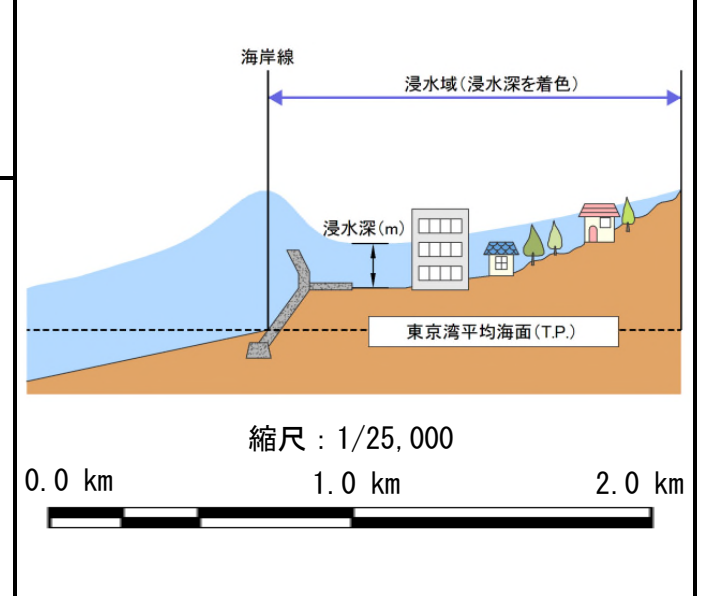 海岸線
浸水域（浸水深を着色）
浸水深（m）
東京湾平均海面（T.P.）
縮尺：1/25,000
0.0 km 1.0 km 2.0 km